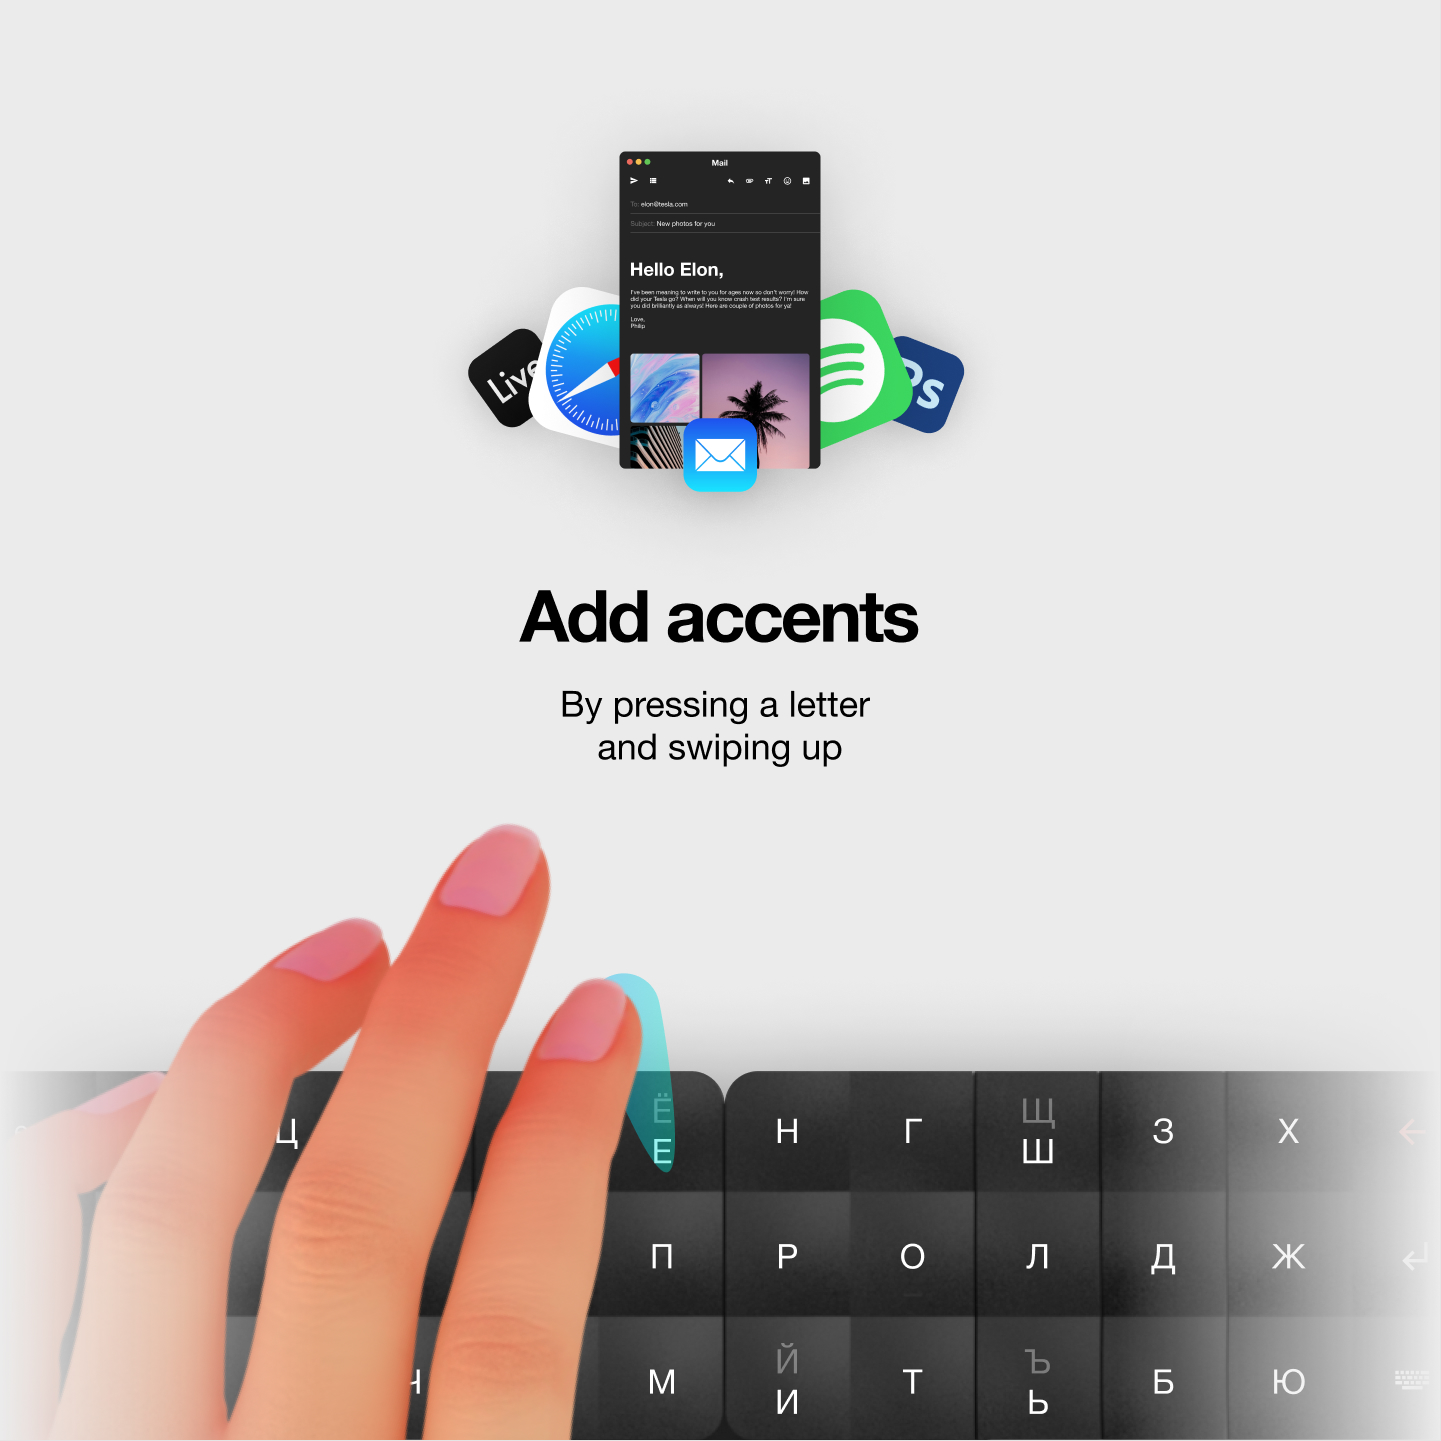 Mail
To: elon@tesla.com
Subject: New photos for you
Hello Elon,
I've been meaning to write to you for ages now so don't worry! How
did your Tesla go? When will you know crash test results? I'm sure
you did brilliantly as always! Here are couple of photos for ya!
Love,
Philip
Live
Ps
Add accents
By pressing a letter
and swiping up
Ц Ё Е Н Г Щ Ш З Х
П Р О Л Д Ж
Ч М Й И Т Ъ Ь Б Ю